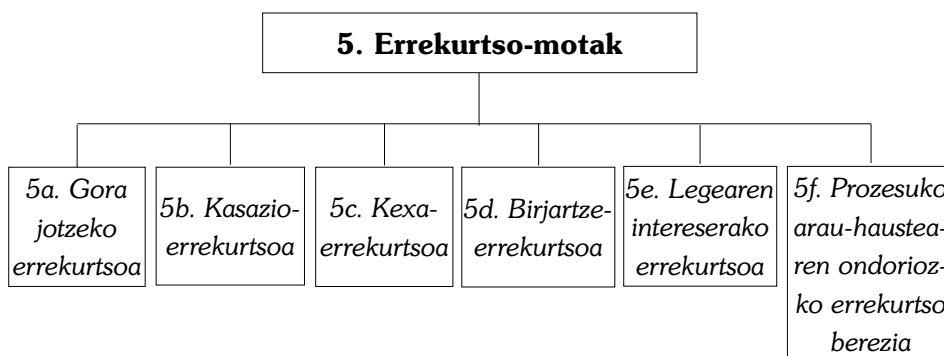 5. Errekurtso-motak
5a. Gora
jotzeko
errekurtsoa
5b. Kasazio-
errekurtsoa
5c. Kexa-
errekurtsoa
5d. Birjartze-
errekurtsoa
5e. Legearen
intereserako
errekurtsoa
5f. Prozesuko
arau-haustea-
ren ondorioz-
ko errekurtso
berezia